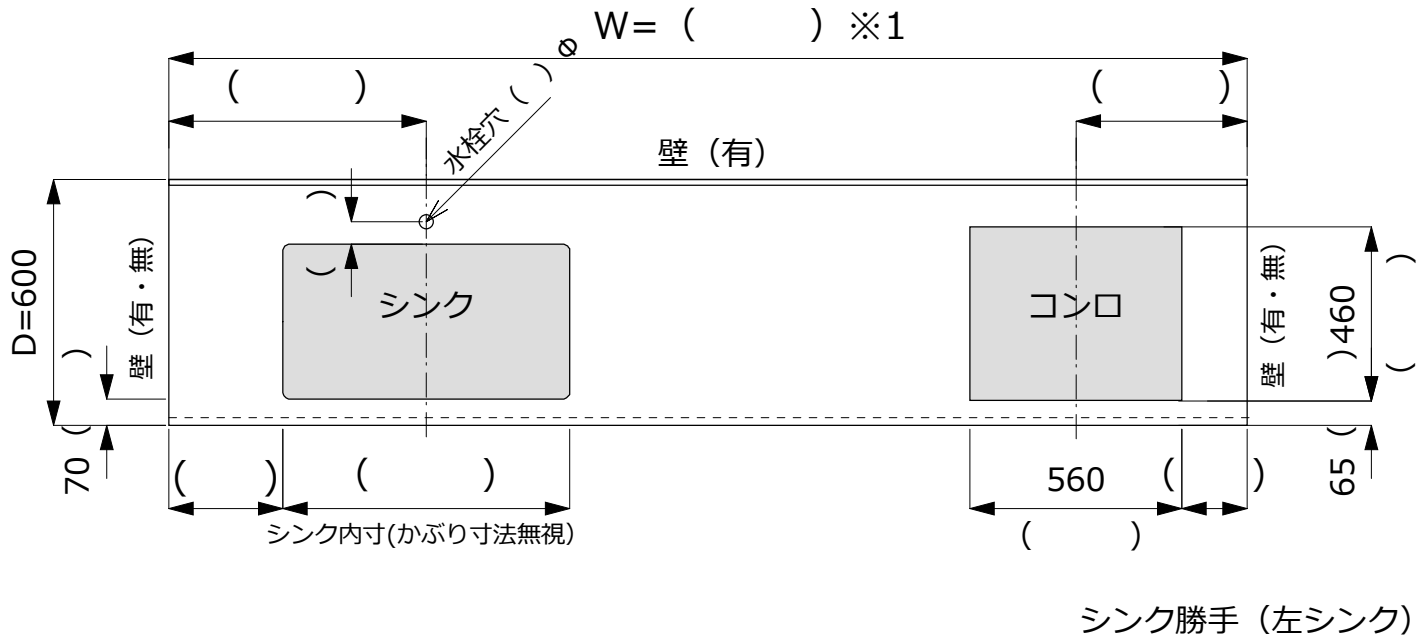 W=（　　　）※1
（　　　）
水栓穴（　）Φ
（　　　）
壁（有）
（　）
D=600
壁（有・無）
シンク
コンロ
壁（有・無）
460
（　　　）
70（　　）
65（　　）
（　　　）
（　　　）
560
（　　）
シンク内寸(かぶり寸法無視）
（　　　）
シンク勝手（左シンク）